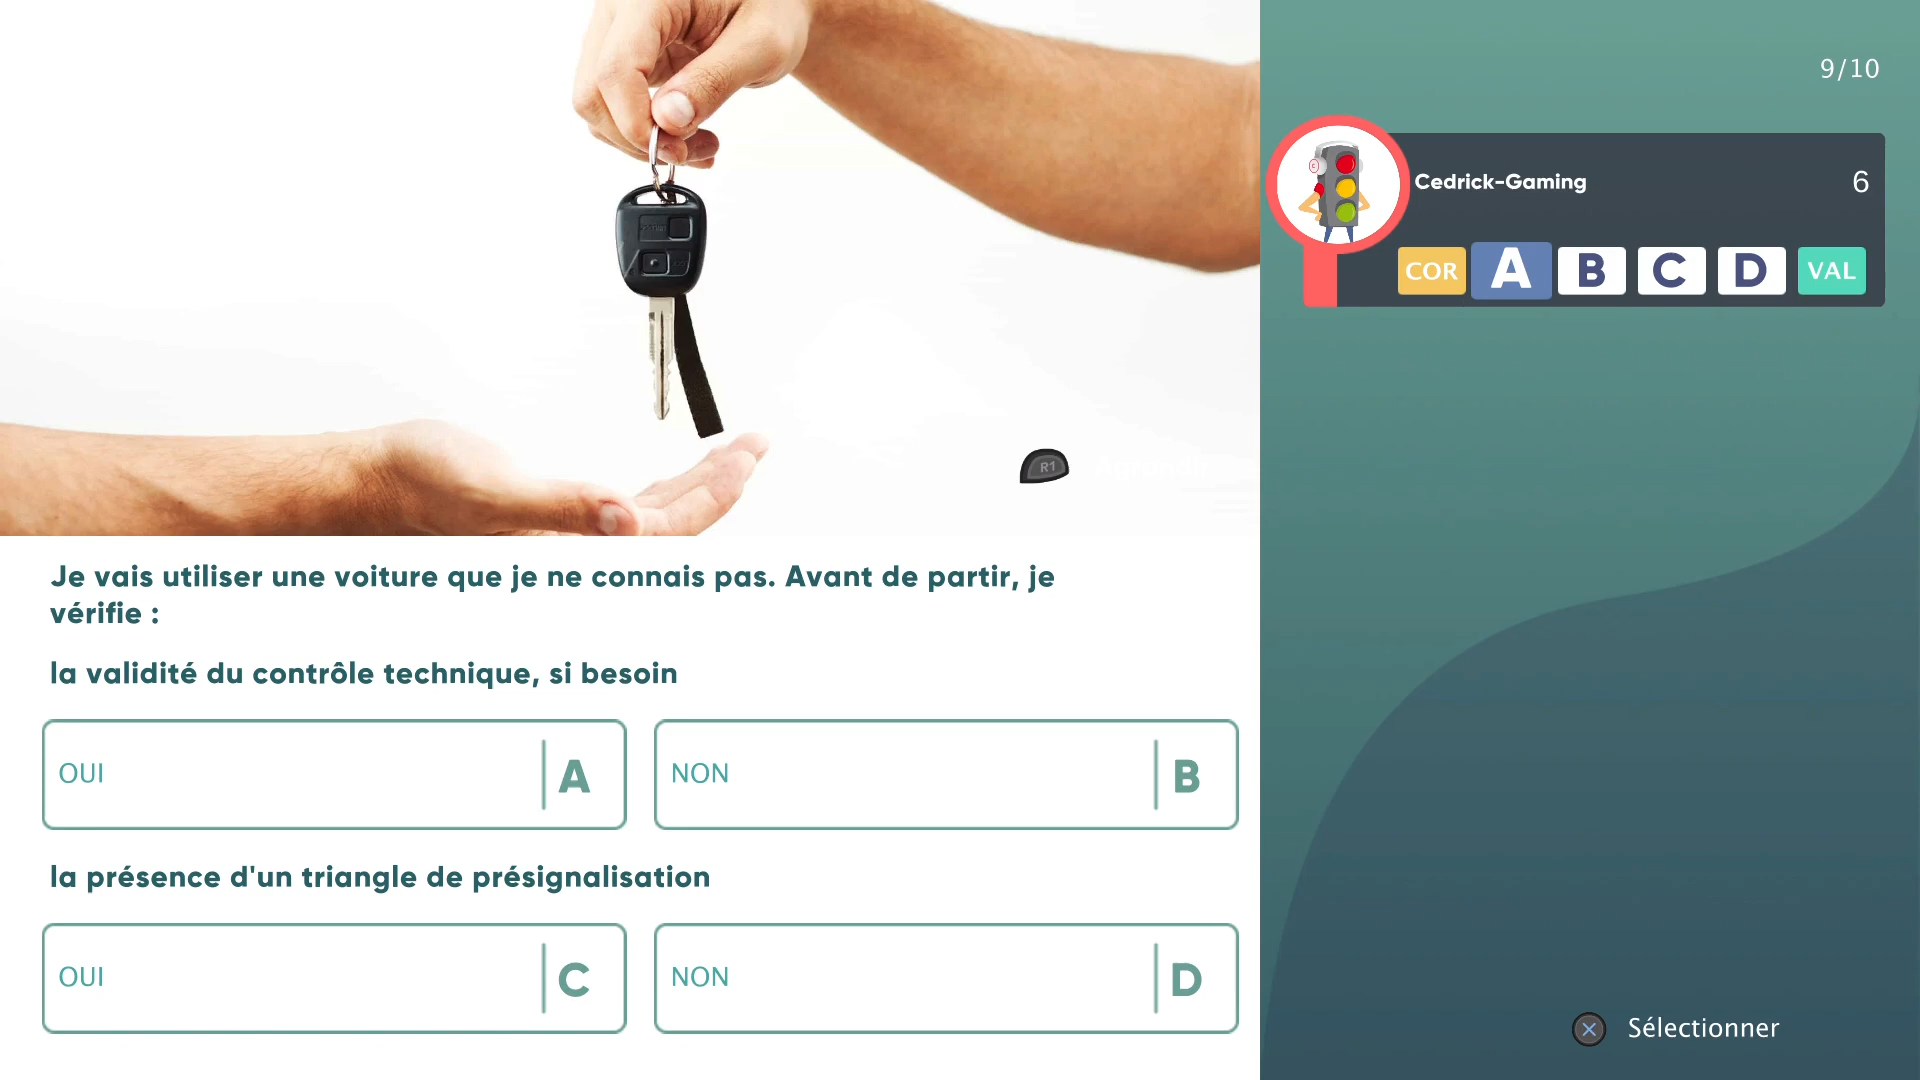 9/10
Cedrick-Gaming
6
COR A B C D VAL
R1
Je vais utiliser une voiture que je ne connais pas. Avant de partir, je
vérifie :
la validité du contrôle technique, si besoin
OUI A NON B
la présence d'un triangle de présignalisation
OUI C NON D
Sélectionner